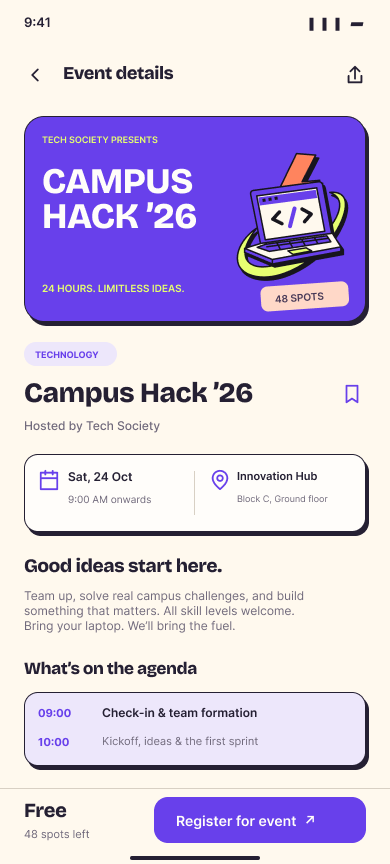 9:41
Event details
TECH SOCIETY PRESENTS
CAMPUS
HACK ’26
</>
24 HOURS. LIMITLESS IDEAS.
48 SPOTS
TECHNOLOGY
Campus Hack ’26
Hosted by Tech Society
Sat, 24 Oct
9:00 AM onwards
Innovation Hub
Block C, Ground floor
Good ideas start here.
Team up, solve real campus challenges, and build
something that matters. All skill levels welcome.
Bring your laptop. We’ll bring the fuel.
What’s on the agenda
09:00 Check-in & team formation
10:00 Kickoff, ideas & the first sprint
Free
48 spots left
Register for event ↗